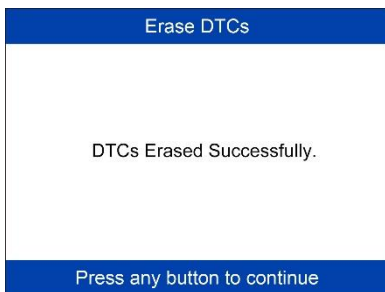 Erase DTCs
DTCs Erased Successfully.
Press any button to continue